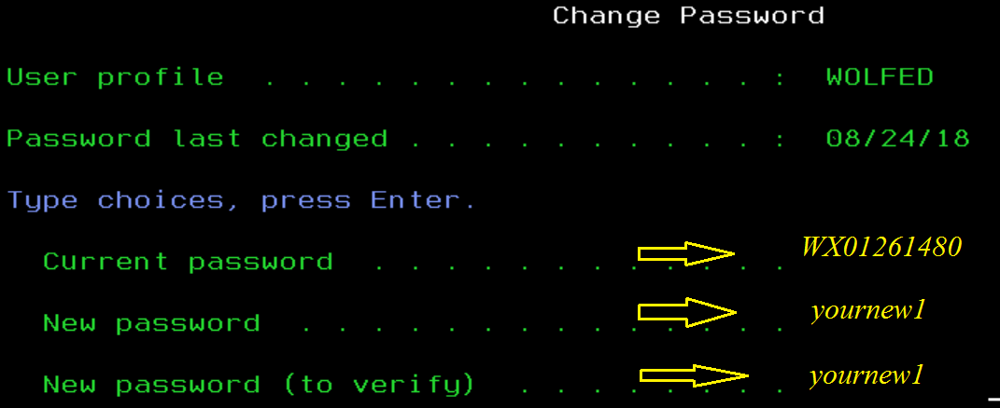 Change Password
User profile . . . . . . . . . . . . . . : WOLFED
Password last changed . . . . . . . . . . : 08/24/18
Type choices, press Enter.
Current password . . . . . . . . . . . . WX01261480
New password . . . . . . . . . . . . . . yournew1
New password (to verify) . . . . . . . . yournew1